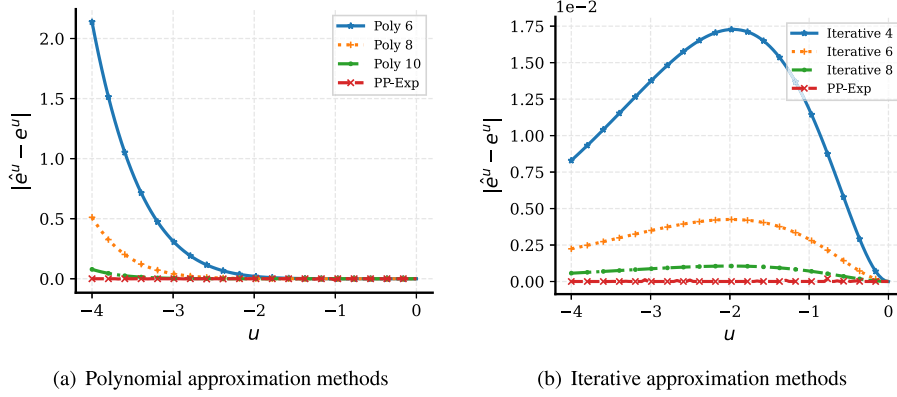 2.0
1.5
1.0
0.5
0.0
|ê^u − e^u|
−4
−3
−2
−1
0
u
Poly 6
Poly 8
Poly 10
PP-Exp
(a) Polynomial approximation methods
1e−2
1.75
1.50
1.25
1.00
0.75
0.50
0.25
0.00
|ê^u − e^u|
−4
−3
−2
−1
0
u
Iterative 4
Iterative 6
Iterative 8
PP-Exp
(b) Iterative approximation methods